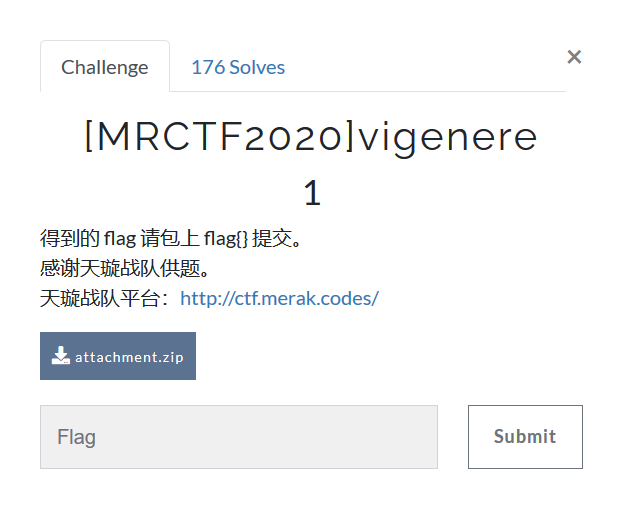 Challenge
176 Solves
×
[MRCTF2020]vigenere
1
得到的 flag 请包上 flag{} 提交。
感谢天璇战队供题。
天璇战队平台：http://ctf.merak.codes/
attachment.zip
Flag
Submit